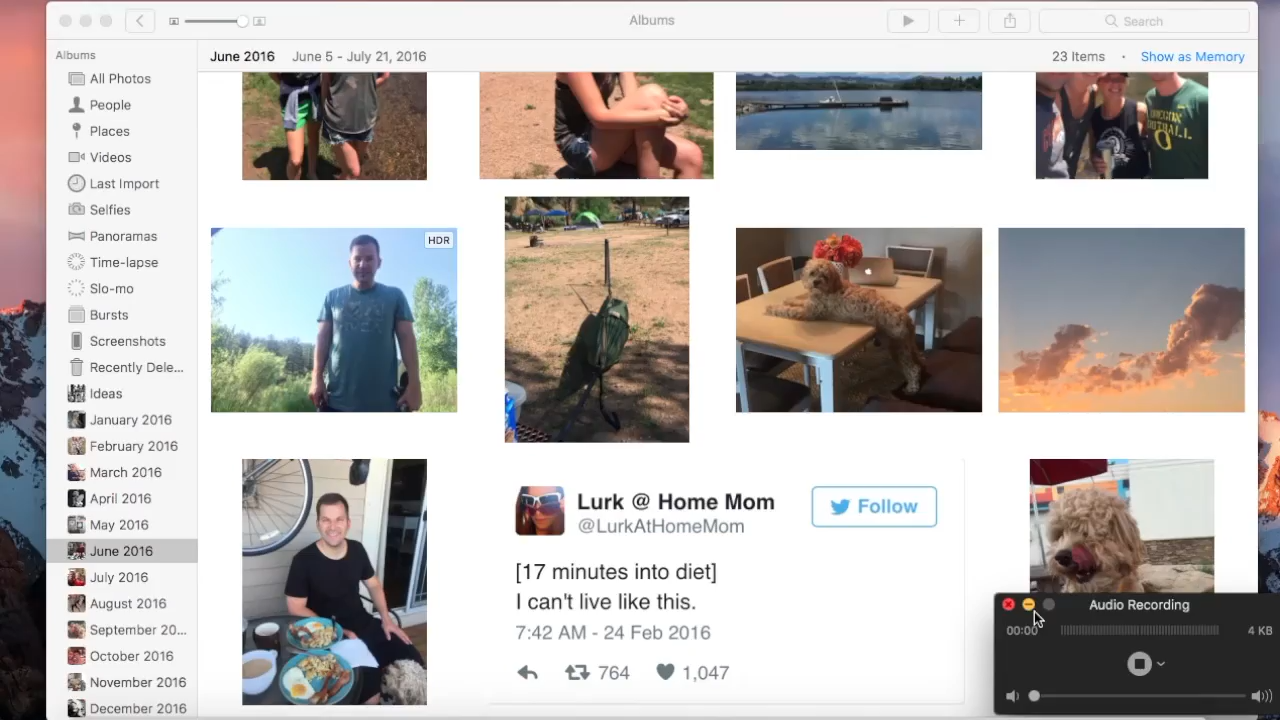 Albums
Search
Albums
June 2016 June 5 - July 21, 2016
23 Items · Show as Memory
All Photos
People
Places
Videos
Last Import
Selfies
Panoramas
Time-lapse
Slo-mo
Bursts
Screenshots
Recently Dele...
Ideas
January 2016
February 2016
March 2016
April 2016
May 2016
June 2016
July 2016
August 2016
September 20...
October 2016
November 2016
December 2016
OREGON
FOOTBALL
HDR
Lurk @ Home Mom
@LurkAtHomeMom
Follow
[17 minutes into diet]
I can't live like this.
7:42 AM - 24 Feb 2016
764 1,047
Audio Recording
00:00 4 KB